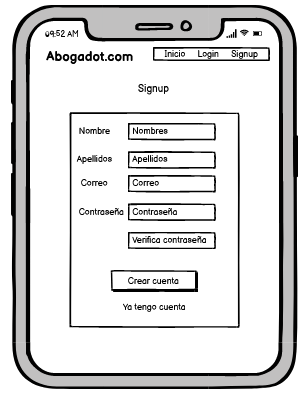 09:52 AM
Abogadot.com
Inicio Login Signup
Signup
Nombre Nombres
Apellidos Apellidos
Correo Correo
Contraseña Contraseña
Verifica contraseña
Crear cuenta
Ya tengo cuenta